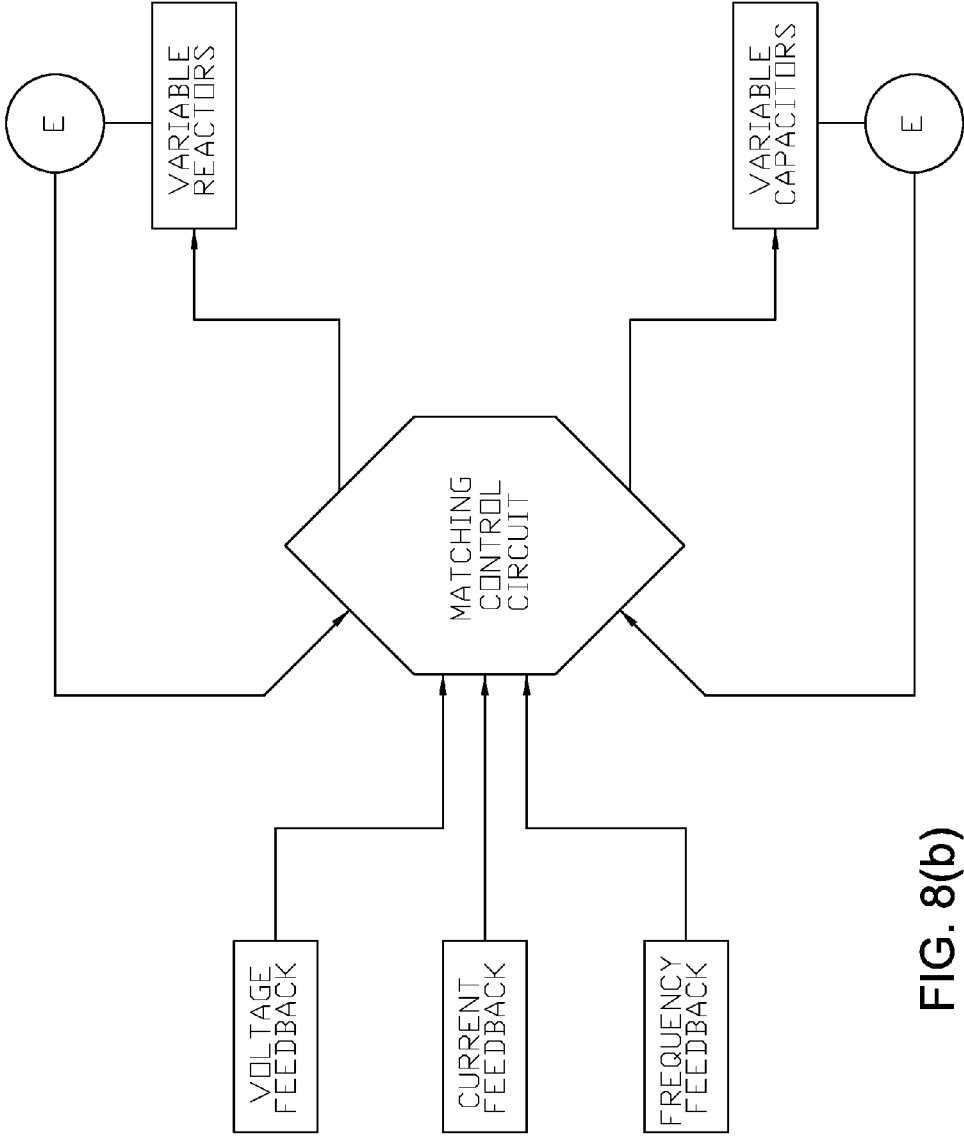 E
VARIABLE
REACTORS
VARIABLE
CAPACITORS
E
MATCHING
CONTROL
CIRCUIT
VOLTAGE
FEEDBACK
CURRENT
FEEDBACK
FREQUENCY
FEEDBACK
FIG. 8(b)